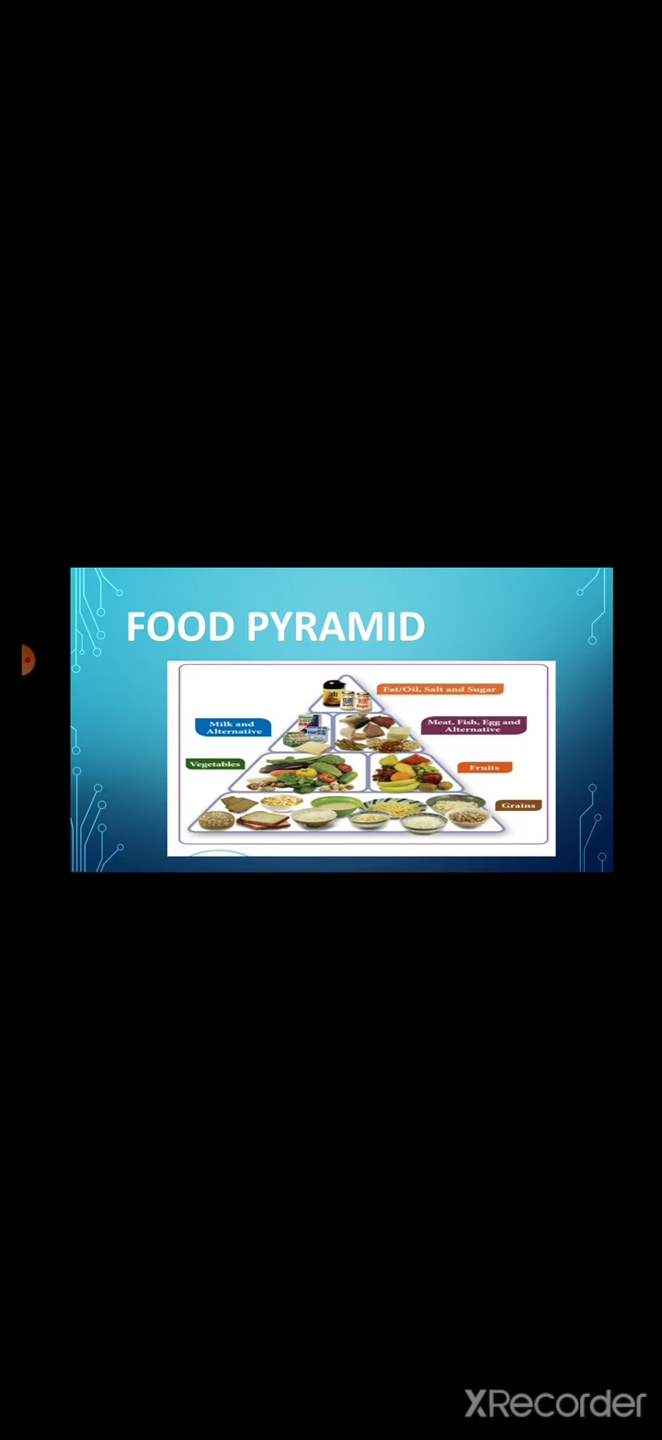 FOOD PYRAMID
Fat/Oil, Salt and Sugar
Milk and
Alternative
Meat, Fish, Egg and
Alternative
Vegetables
Fruits
Grains
XRecorder